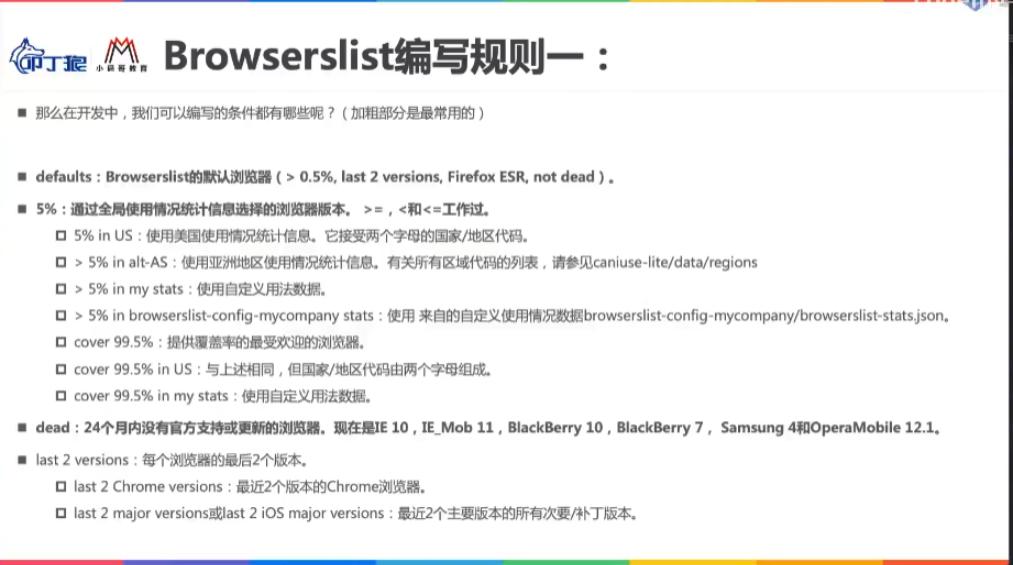 叩丁狼
小码哥教育
Browserslist编写规则一：
■ 那么在开发中，我们可以编写的条件都有哪些呢？（加粗部分是最常用的）
■ defaults：Browserslist的默认浏览器（> 0.5%, last 2 versions, Firefox ESR, not dead）。
■ 5%：通过全局使用情况统计信息选择的浏览器版本。 >=，<和<=工作过。
5% in US：使用美国使用情况统计信息。它接受两个字母的国家/地区代码。
> 5% in alt-AS：使用亚洲地区使用情况统计信息。有关所有区域代码的列表，请参见caniuse-lite/data/regions
> 5% in my stats：使用自定义用法数据。
> 5% in browserslist-config-mycompany stats：使用 来自的自定义使用情况数据browserslist-config-mycompany/browserslist-stats.json。
cover 99.5%：提供覆盖率的最受欢迎的浏览器。
cover 99.5% in US：与上述相同，但国家/地区代码由两个字母组成。
cover 99.5% in my stats：使用自定义用法数据。
■ dead：24个月内没有官方支持或更新的浏览器。现在是IE 10，IE_Mob 11，BlackBerry 10，BlackBerry 7， Samsung 4和OperaMobile 12.1。
■ last 2 versions：每个浏览器的最后2个版本。
last 2 Chrome versions：最近2个版本的Chrome浏览器。
last 2 major versions或last 2 iOS major versions：最近2个主要版本的所有次要/补丁版本。